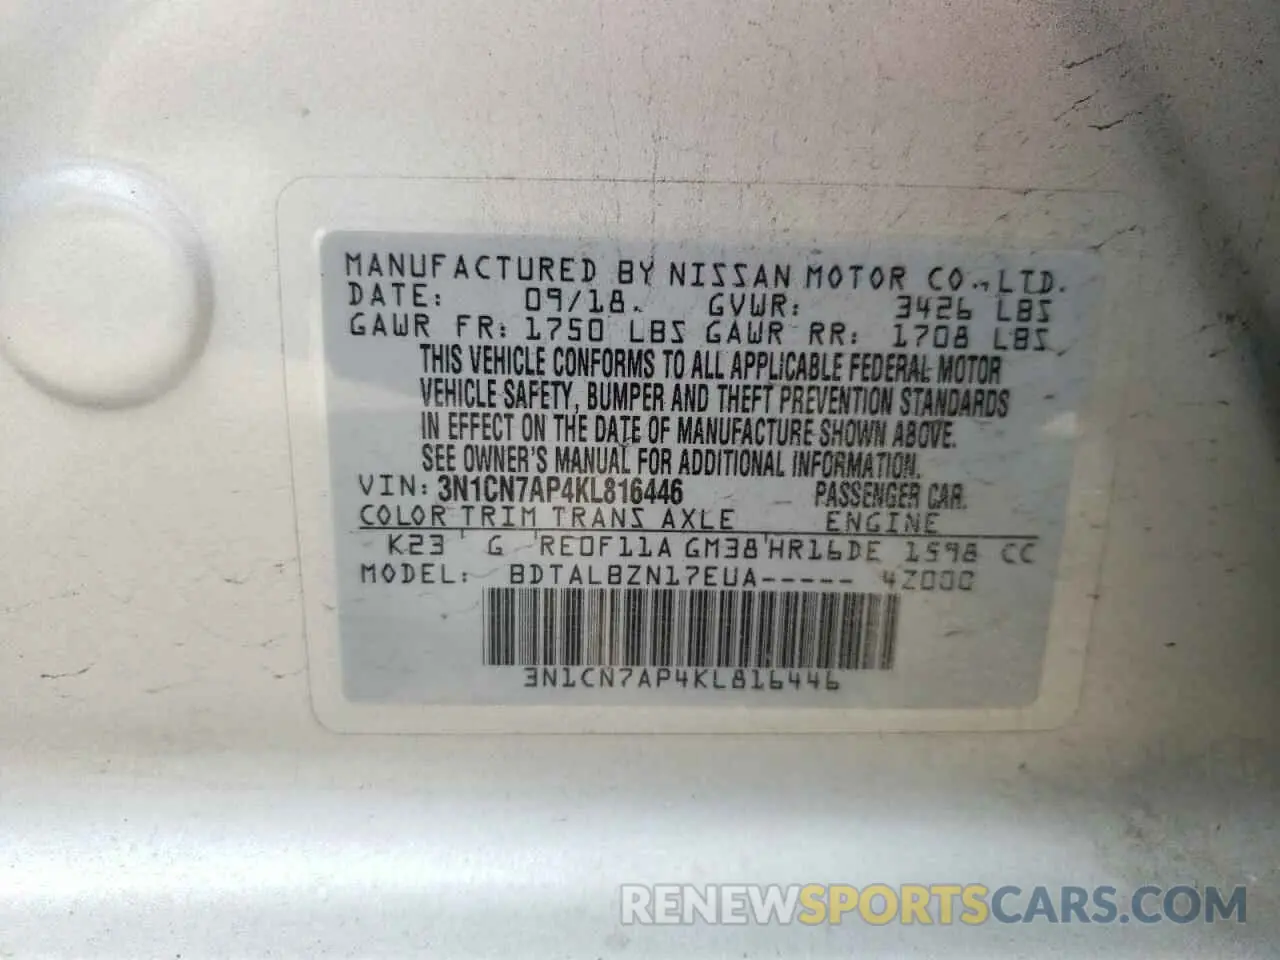 MANUFACTURED BY NISSAN MOTOR CO.,LTD.
DATE: 09/18. GVWR: 3426 LBS
GAWR FR: 1750 LBS GAWR RR: 1708 LBS
THIS VEHICLE CONFORMS TO ALL APPLICABLE FEDERAL MOTOR
VEHICLE SAFETY, BUMPER AND THEFT PREVENTION STANDARDS
IN EFFECT ON THE DATE OF MANUFACTURE SHOWN ABOVE.
SEE OWNER'S MANUAL FOR ADDITIONAL INFORMATION.
VIN: 3N1CN7AP4KL816446 PASSENGER CAR.
COLOR TRIM TRANS AXLE ENGINE
K23 G RE0F11A GM38 HR16DE 1598 CC
MODEL: BDTALBZN17EUA----- 4Z000
3N1CN7AP4KL816446
RENEWSPORTSCARS.COM